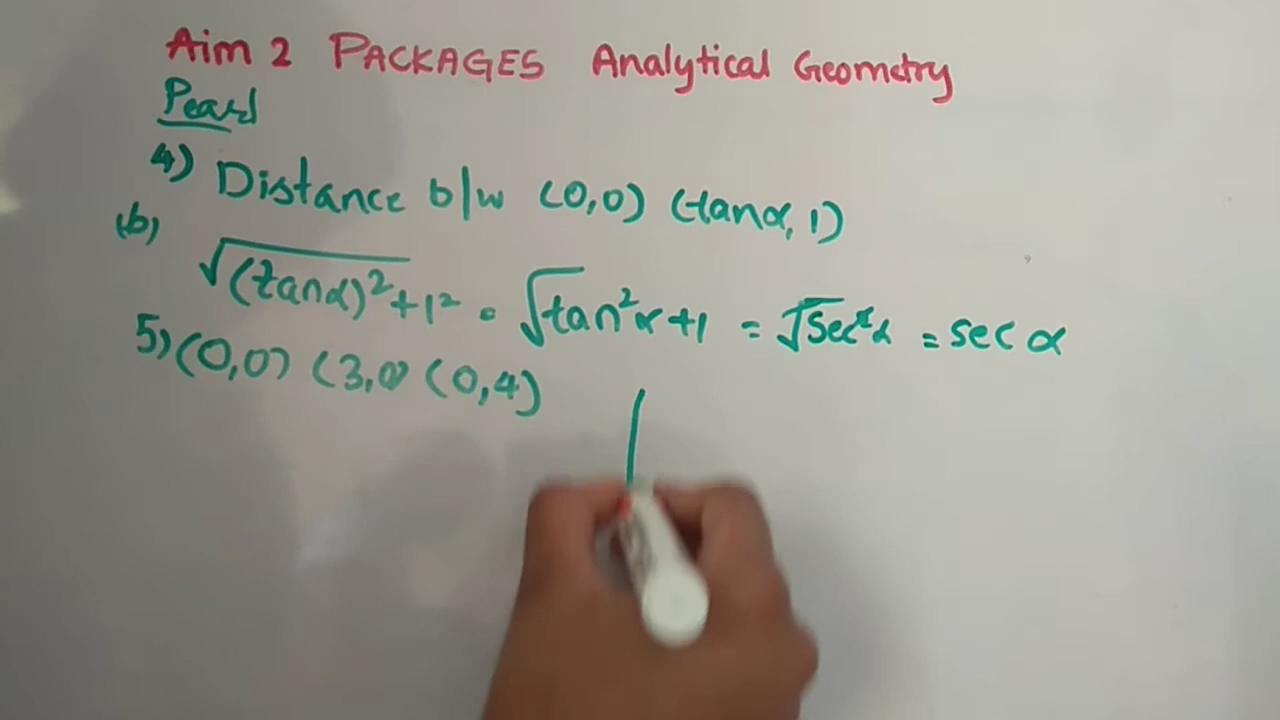 Aim 2 PACKAGES Analytical Geometry
Pearl
4) Distance b/w (0,0) (tanα, 1)
(b)
√(tanα)²+1² = √tan²α+1 = √sec²α = sec α
5) (0,0) (3,0) (0,4)